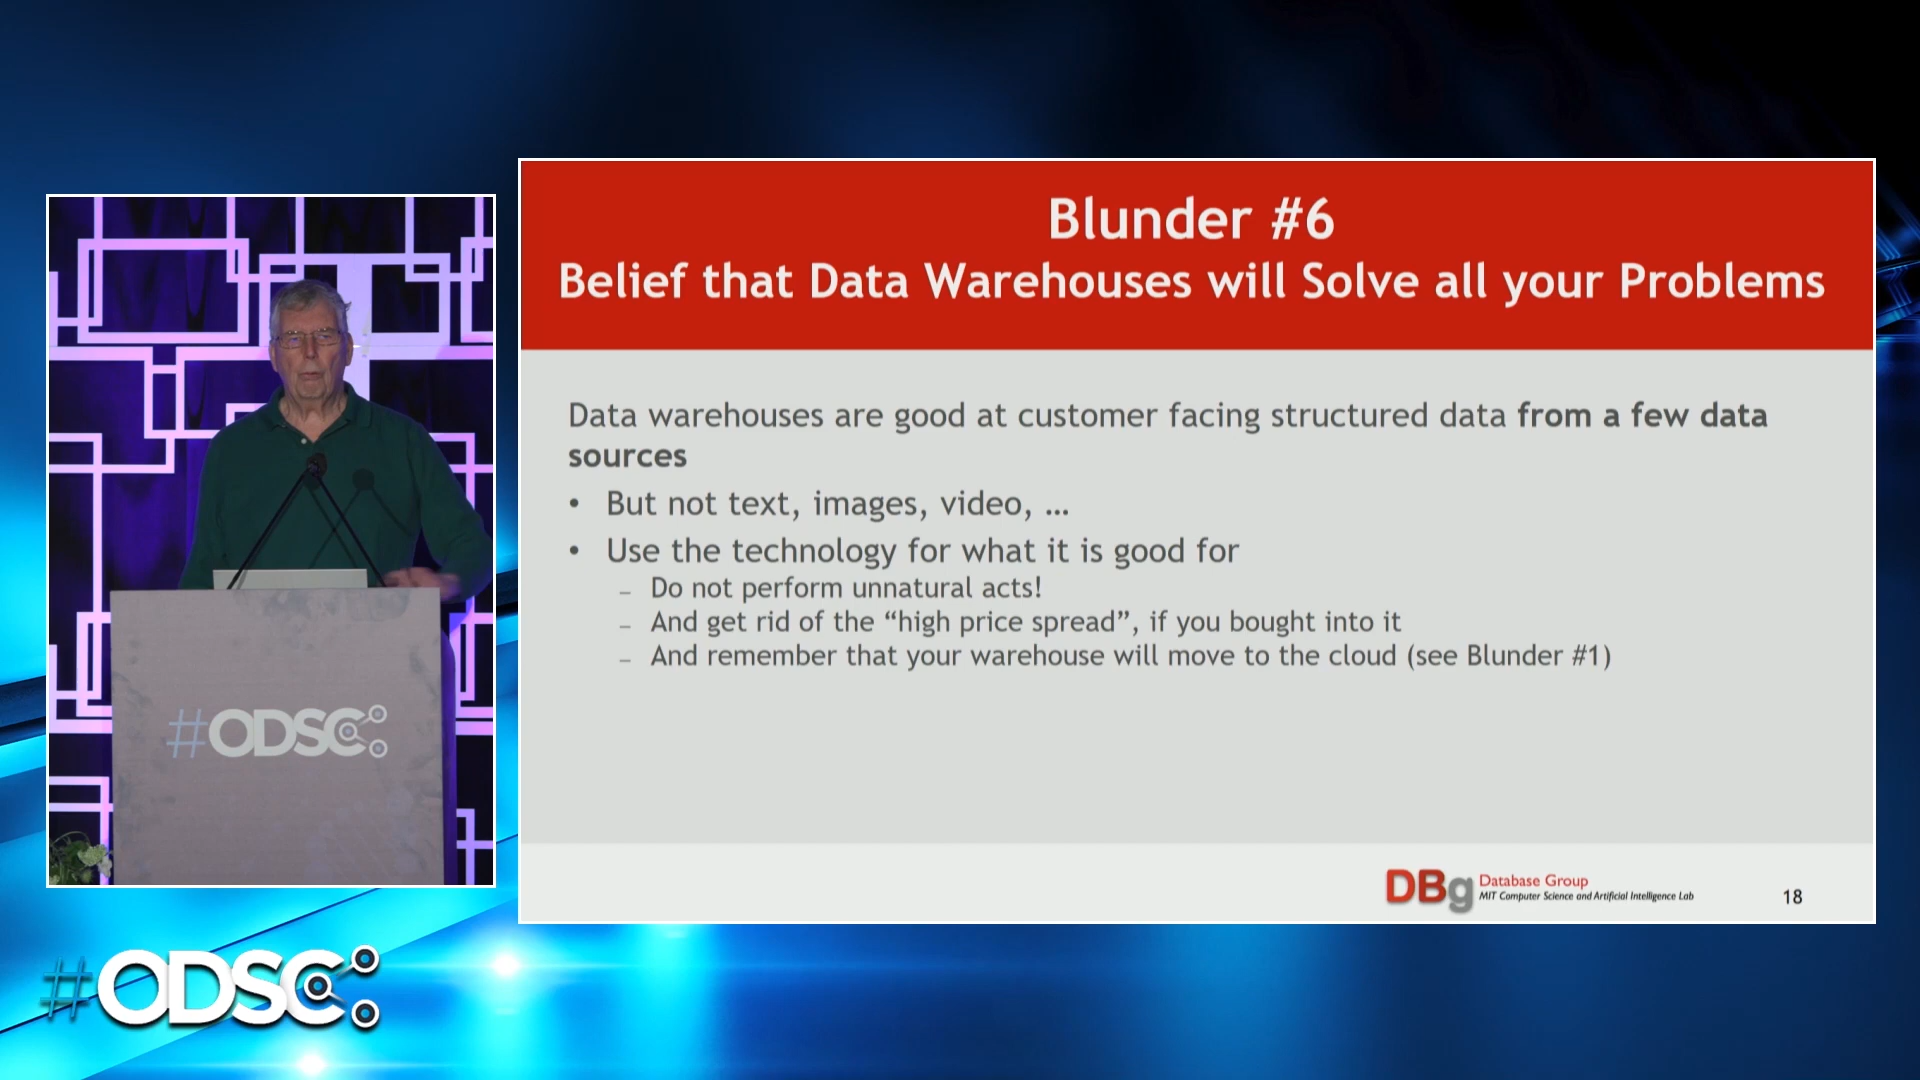 Blunder #6
Belief that Data Warehouses will Solve all your Problems
Data warehouses are good at customer facing structured data from a few data
sources
• But not text, images, video, ...
• Use the technology for what it is good for
– Do not perform unnatural acts!
– And get rid of the “high price spread”, if you bought into it
– And remember that your warehouse will move to the cloud (see Blunder #1)
DBg
Database Group
MIT Computer Science and Artificial Intelligence Lab
18
#ODSC
#ODSC